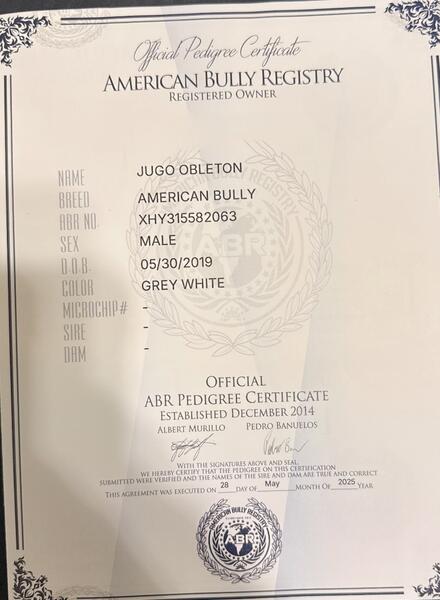 Official Pedigree Certificate
AMERICAN BULLY REGISTRY
REGISTERED OWNER
NAME JUGO OBLETON
BREED AMERICAN BULLY
ABR NO. XHY315582063
SEX MALE
D.O.B. 05/30/2019
COLOR GREY WHITE
MICROCHIP# -
SIRE -
DAM -
OFFICIAL
ABR PEDIGREE CERTIFICATE
ESTABLISHED DECEMBER 2014
ALBERT MURILLO PEDRO BANUELOS
WITH THE SIGNATURES ABOVE AND SEAL,
WE HEREBY CERTIFY THAT THE PEDIGREE ON THIS CERTIFICATION
SUBMITTED WERE VERIFIED AND THE NAMES OF THE SIRE AND DAM ARE TRUE AND CORRECT
THIS AGREEMENT WAS EXECUTED ON 28 DAY OF May MONTH OF 2025 YEAR
AMERICAN BULLY REGISTRY
ABR